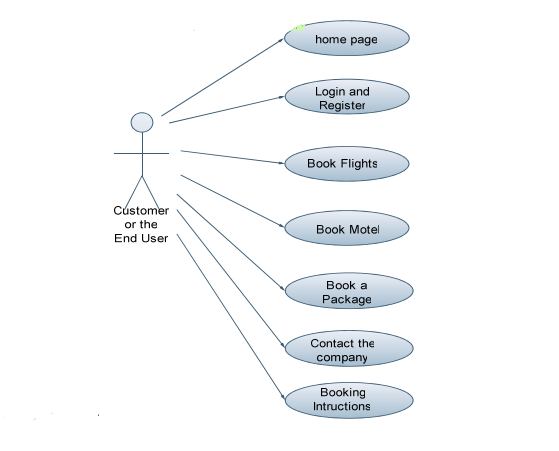 home page
Login and
Register
Book Flights
Customer
or the
End User
Book Motel
Book a
Package
Contact the
company
Booking
Intructions